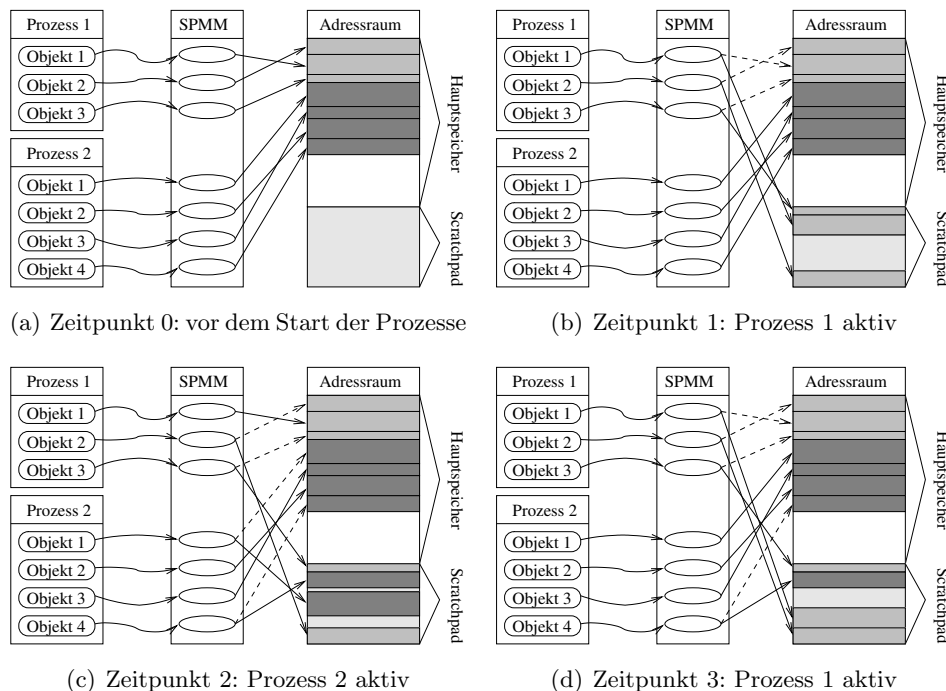 Prozess 1
SPMM
Adressraum
Objekt 1
Objekt 2
Objekt 3
Prozess 2
Objekt 1
Objekt 2
Objekt 3
Objekt 4
Hauptspeicher
Scratchpad
(a) Zeitpunkt 0: vor dem Start der Prozesse
Prozess 1
SPMM
Adressraum
Objekt 1
Objekt 2
Objekt 3
Prozess 2
Objekt 1
Objekt 2
Objekt 3
Objekt 4
Hauptspeicher
Scratchpad
(b) Zeitpunkt 1: Prozess 1 aktiv
Prozess 1
SPMM
Adressraum
Objekt 1
Objekt 2
Objekt 3
Prozess 2
Objekt 1
Objekt 2
Objekt 3
Objekt 4
Hauptspeicher
Scratchpad
(c) Zeitpunkt 2: Prozess 2 aktiv
Prozess 1
SPMM
Adressraum
Objekt 1
Objekt 2
Objekt 3
Prozess 2
Objekt 1
Objekt 2
Objekt 3
Objekt 4
Hauptspeicher
Scratchpad
(d) Zeitpunkt 3: Prozess 1 aktiv